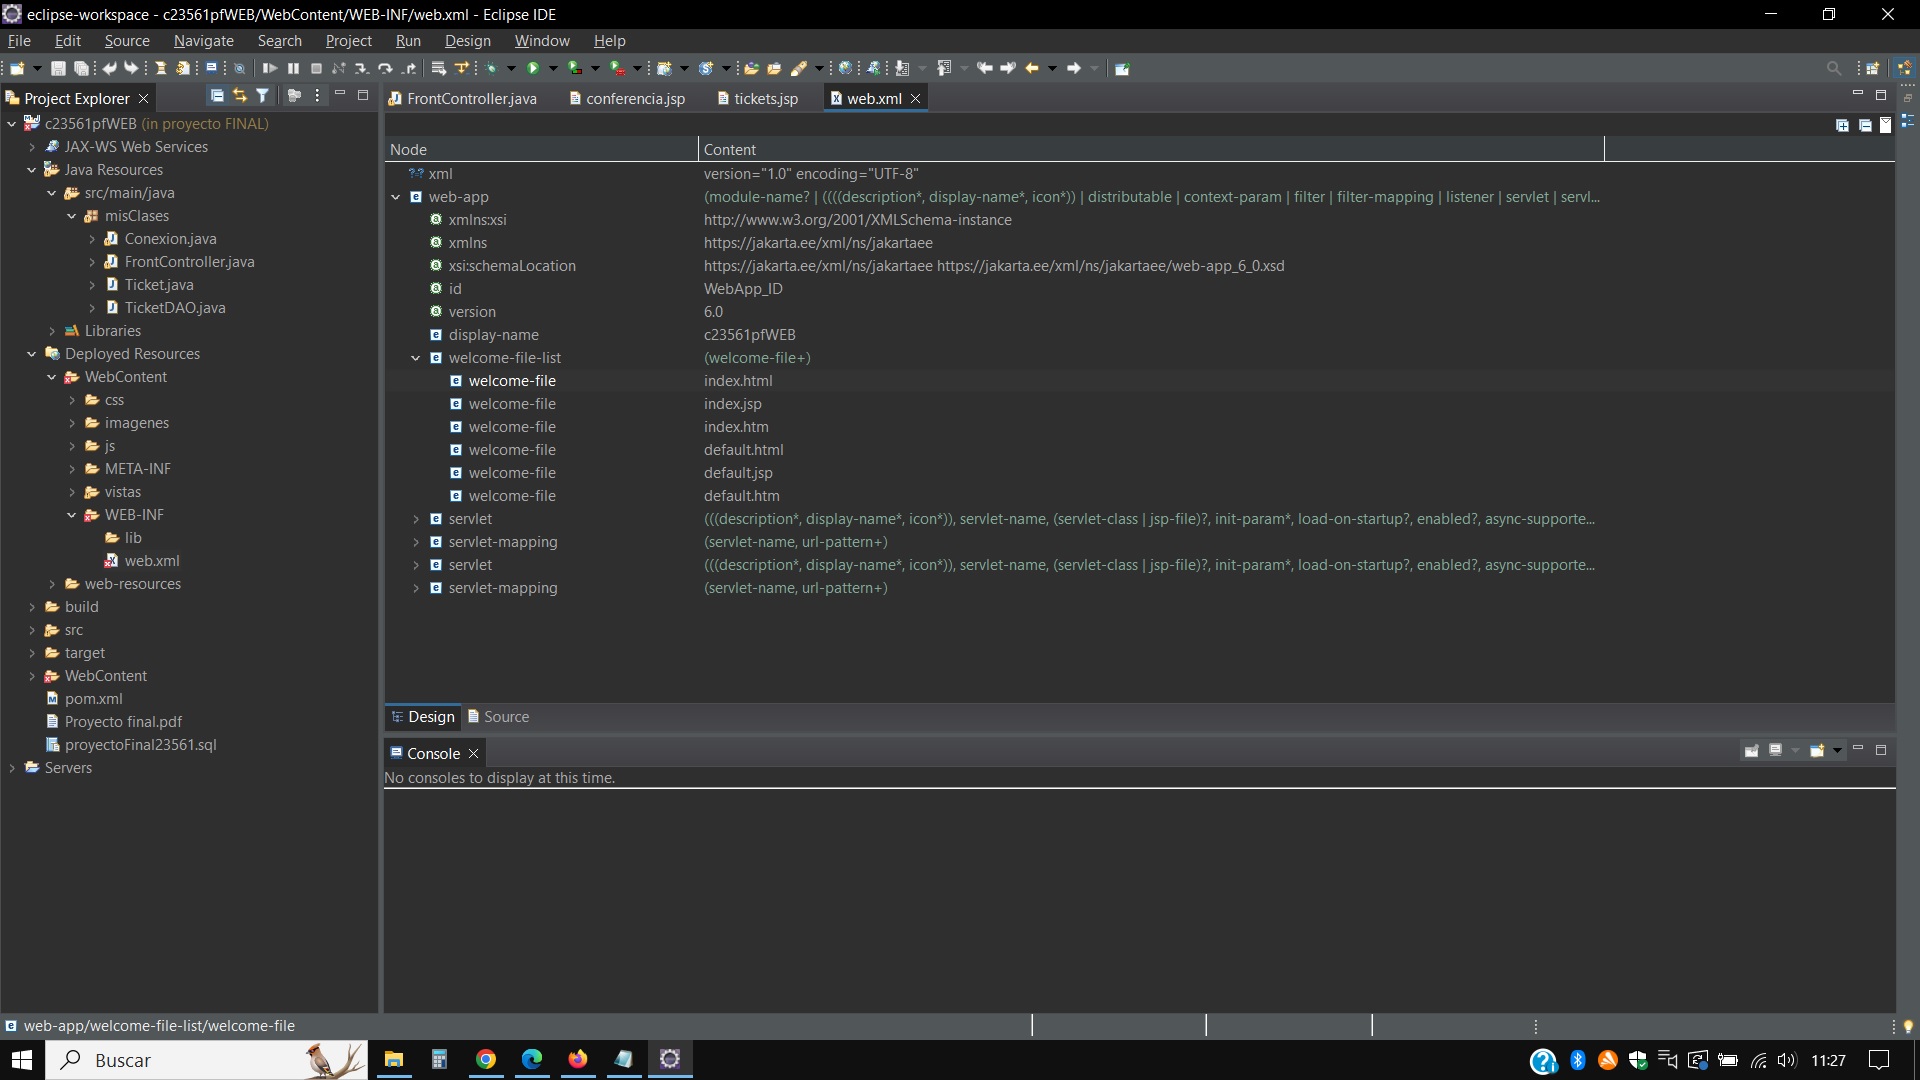 eclipse-workspace - c23561pfWEB/WebContent/WEB-INF/web.xml - Eclipse IDE
File Edit Source Navigate Search Project Run Design Window Help
Project Explorer
c23561pfWEB (in proyecto FINAL)
JAX-WS Web Services
Java Resources
src/main/java
misClases
Conexion.java
FrontController.java
Ticket.java
TicketDAO.java
Libraries
Deployed Resources
WebContent
css
imagenes
js
META-INF
vistas
WEB-INF
lib
web.xml
web-resources
build
src
target
WebContent
pom.xml
Proyecto final.pdf
proyectoFinal23561.sql
Servers
FrontController.java conferencia.jsp tickets.jsp web.xml
Node Content
xml version="1.0" encoding="UTF-8"
web-app (module-name? | ((((description*, display-name*, icon*)) | distributable | context-param | filter | filter-mapping | listener | servlet | servl...
xmlns:xsi http://www.w3.org/2001/XMLSchema-instance
xmlns https://jakarta.ee/xml/ns/jakartaee
xsi:schemaLocation https://jakarta.ee/xml/ns/jakartaee https://jakarta.ee/xml/ns/jakartaee/web-app_6_0.xsd
id WebApp_ID
version 6.0
display-name c23561pfWEB
welcome-file-list (welcome-file+)
welcome-file index.html
welcome-file index.jsp
welcome-file index.htm
welcome-file default.html
welcome-file default.jsp
welcome-file default.htm
servlet (((description*, display-name*, icon*)), servlet-name, (servlet-class | jsp-file)?, init-param*, load-on-startup?, enabled?, async-supporte...
servlet-mapping (servlet-name, url-pattern+)
servlet (((description*, display-name*, icon*)), servlet-name, (servlet-class | jsp-file)?, init-param*, load-on-startup?, enabled?, async-supporte...
servlet-mapping (servlet-name, url-pattern+)
Design Source
Console
No consoles to display at this time.
web-app/welcome-file-list/welcome-file
Buscar
11:27